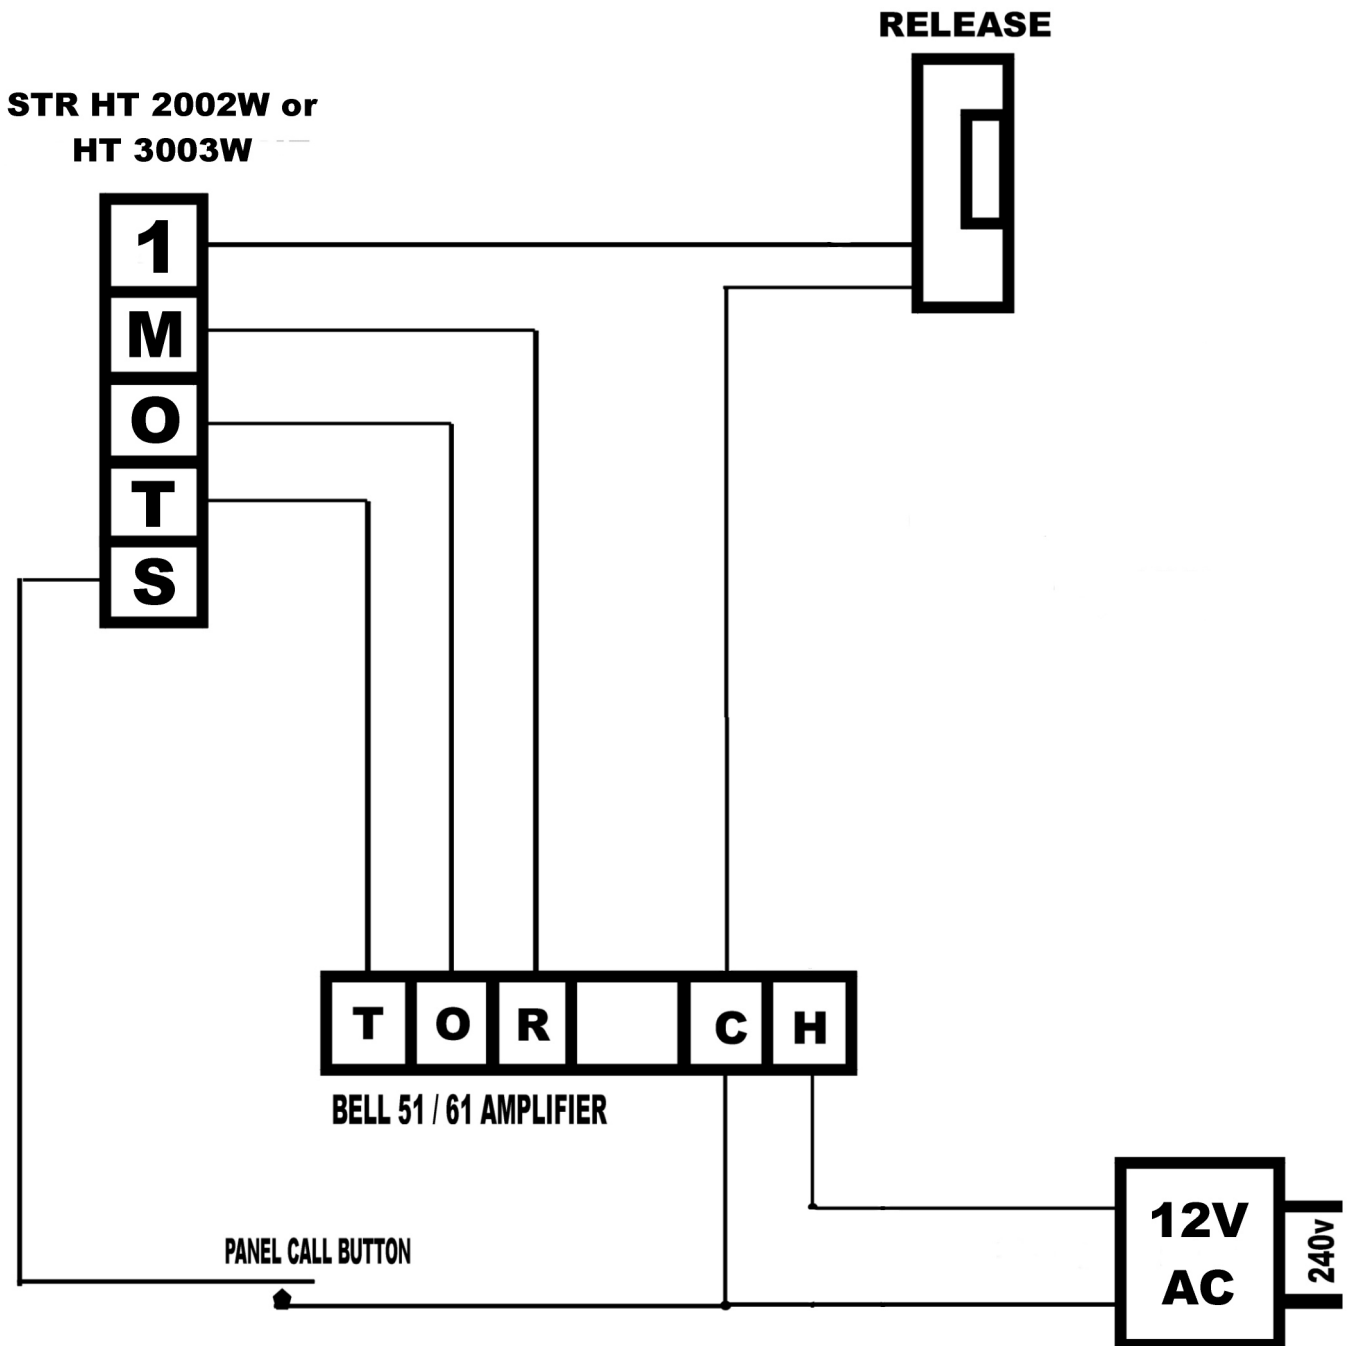 RELEASE
STR HT 2002W or
HT 3003W
1
M
O
T
S
T O R C H
BELL 51 / 61 AMPLIFIER
PANEL CALL BUTTON
12V
AC
240v